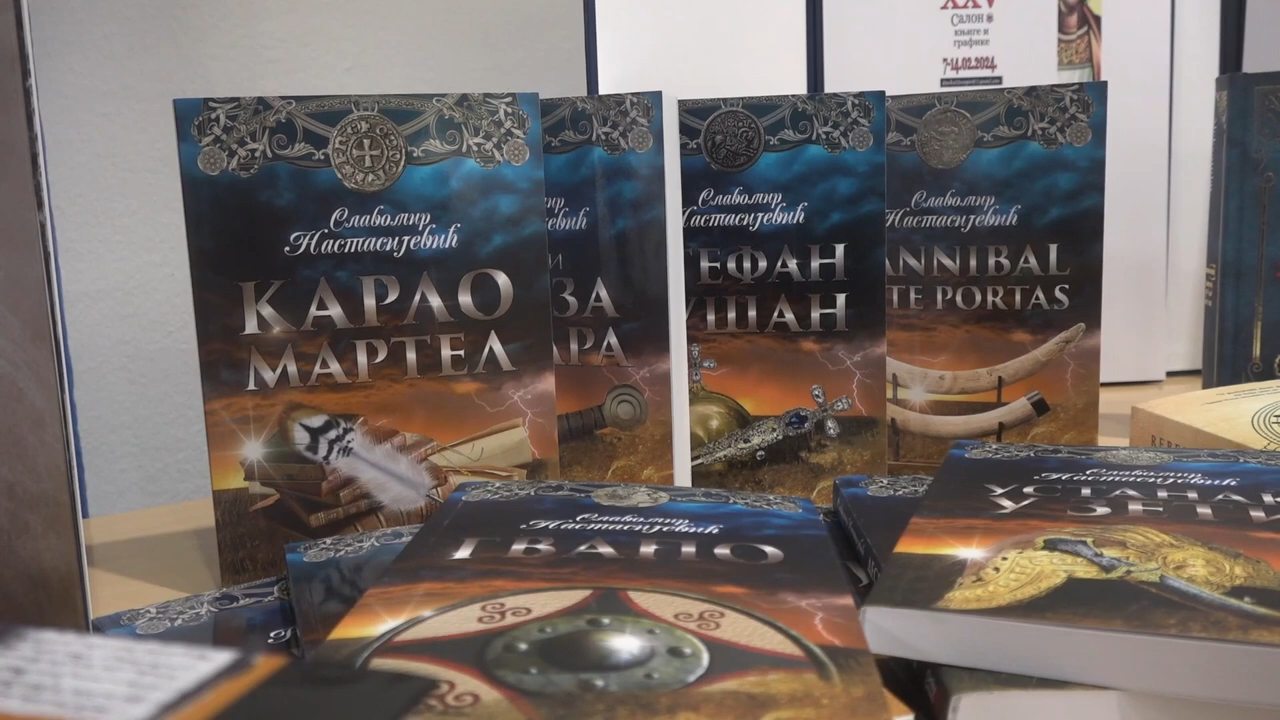 XXV
Салон
књиге и
графике
7-14.02.2024.
Славомир
Настасијевић
КАРЛО
МАРТЕЛ
ЗА
АРА
Славомир
Настасијевић
ТЕФАН
УШАН
Славомир
Настасијевић
ANNIBAL
TE PORTAS
Славомир
Настасијевић
ГВАПО
Славомир
Настасијевић
УСТАНАК
У ЗЕТИ